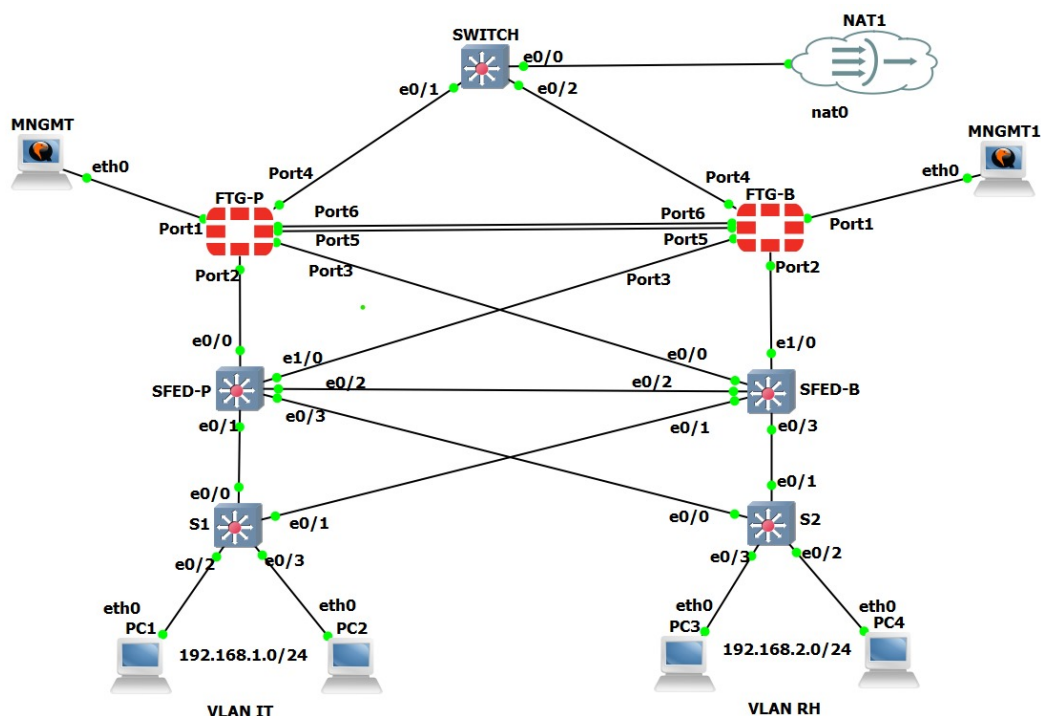 SWITCH
NAT1
e0/0
e0/1
e0/2
nat0
MNGMT
MNGMT1
eth0
eth0
Port4
Port4
FTG-P
FTG-B
Port1
Port6
Port6
Port1
Port5
Port5
Port2
Port3
Port3
Port2
e0/0
e1/0
e0/0
e1/0
SFED-P
e0/2
e0/2
SFED-B
e0/1
e0/3
e0/1
e0/3
e0/0
e0/1
S1
e0/1
e0/0
S2
e0/2
e0/3
e0/3
e0/2
eth0
eth0
eth0
eth0
PC1
PC2
PC3
PC4
192.168.1.0/24
192.168.2.0/24
VLAN IT
VLAN RH